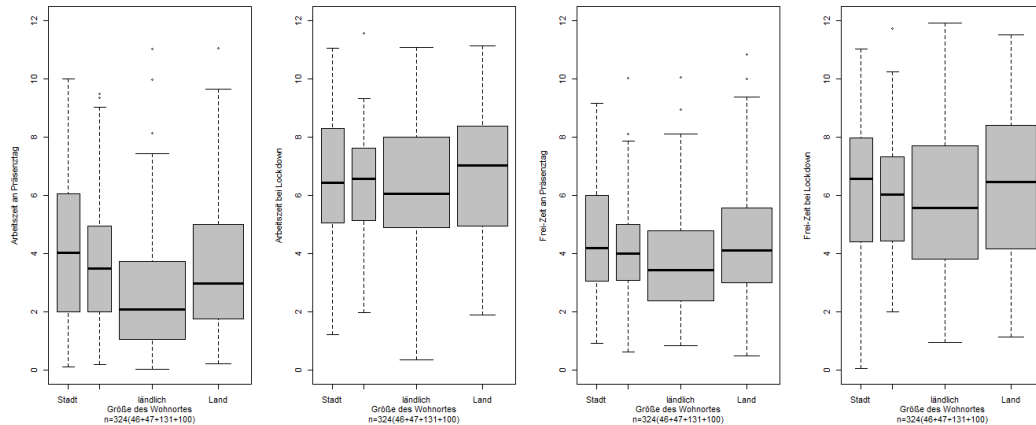 Arbeitszeit an Präsenztag
12
10
8
6
4
2
0
Stadt ländlich Land
Größe des Wohnortes
n=324(46+47+131+100)
Arbeitszeit bei Lockdown
12
10
8
6
4
2
0
Stadt ländlich Land
Größe des Wohnortes
n=324(46+47+131+100)
Frei-Zeit an Präsenztag
12
10
8
6
4
2
0
Stadt ländlich Land
Größe des Wohnortes
n=324(46+47+131+100)
Frei-Zeit bei Lockdown
12
10
8
6
4
2
0
Stadt ländlich Land
Größe des Wohnortes
n=324(46+47+131+100)